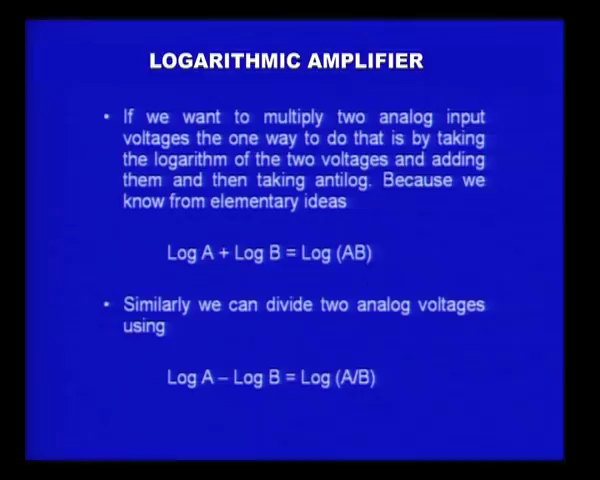 LOGARITHMIC AMPLIFIER
• If we want to multiply two analog input
voltages the one way to do that is by taking
the logarithm of the two voltages and adding
them and then taking antilog. Because we
know from elementary ideas
Log A + Log B = Log (AB)
• Similarly we can divide two analog voltages
using
Log A – Log B = Log (A/B)